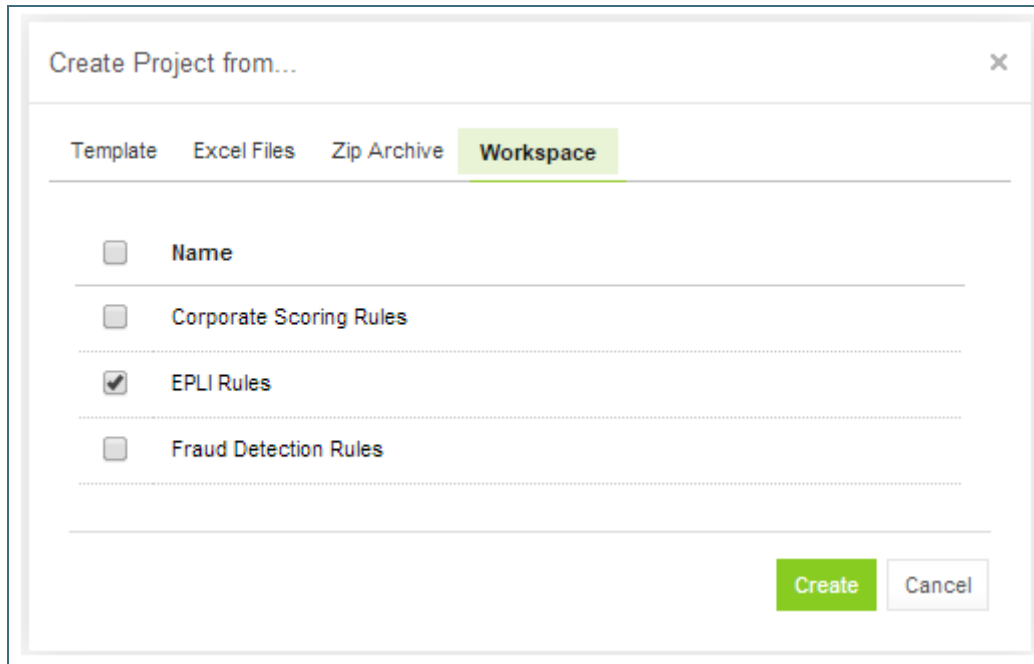 Create Project from...
Template Excel Files Zip Archive Workspace
Name
Corporate Scoring Rules
EPLI Rules
Fraud Detection Rules
Create Cancel